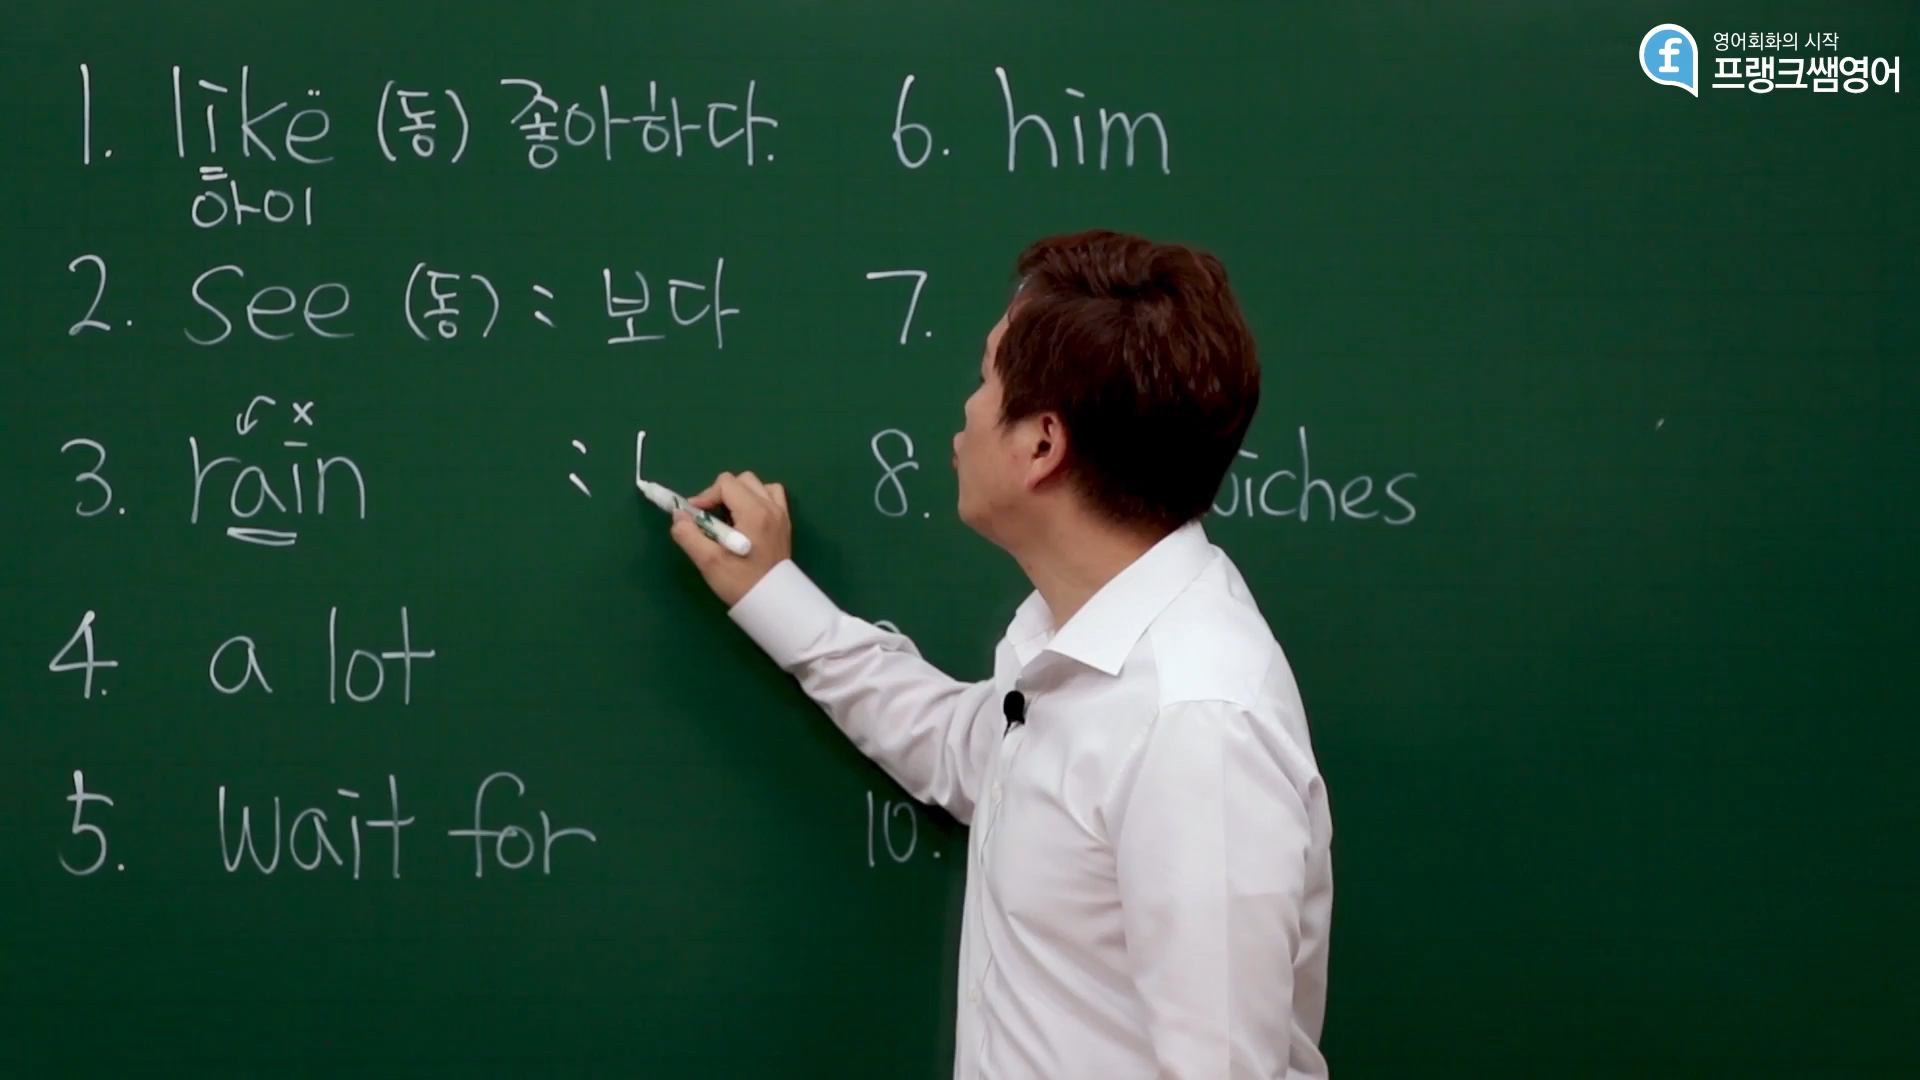 영어회화의 시작
프랭크쌤영어
1. like (동) 좋아하다.
아이
2. see (동) : 보다
3. rain :
4. a lot
5. wait for
6. him
7.
8.
10.